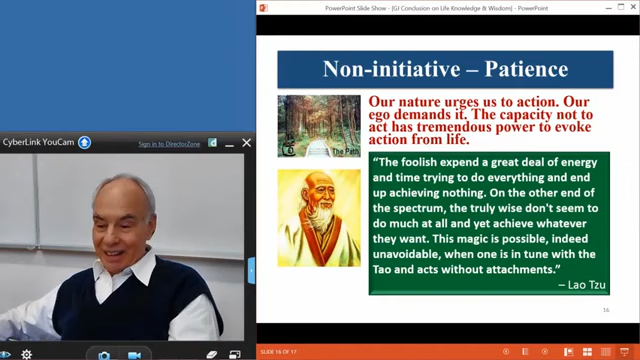 PowerPoint Slide Show - [GJ Conclusion on Life Knowledge & Wisdom] - PowerPoint
CyberLink YouCam
Sign in to DirectorZone
Non-initiative – Patience
Our nature urges us to action. Our
ego demands it. The capacity not to
act has tremendous power to evoke
action from life.
The Path
“The foolish expend a great deal of energy
and time trying to do everything and end
up achieving nothing. On the other end of
the spectrum, the truly wise don't seem to
do much at all and yet achieve whatever
they want. This magic is possible, indeed
unavoidable, when one is in tune with the
Tao and acts without attachments.”
– Lao Tzu
16
SLIDE 16 OF 17